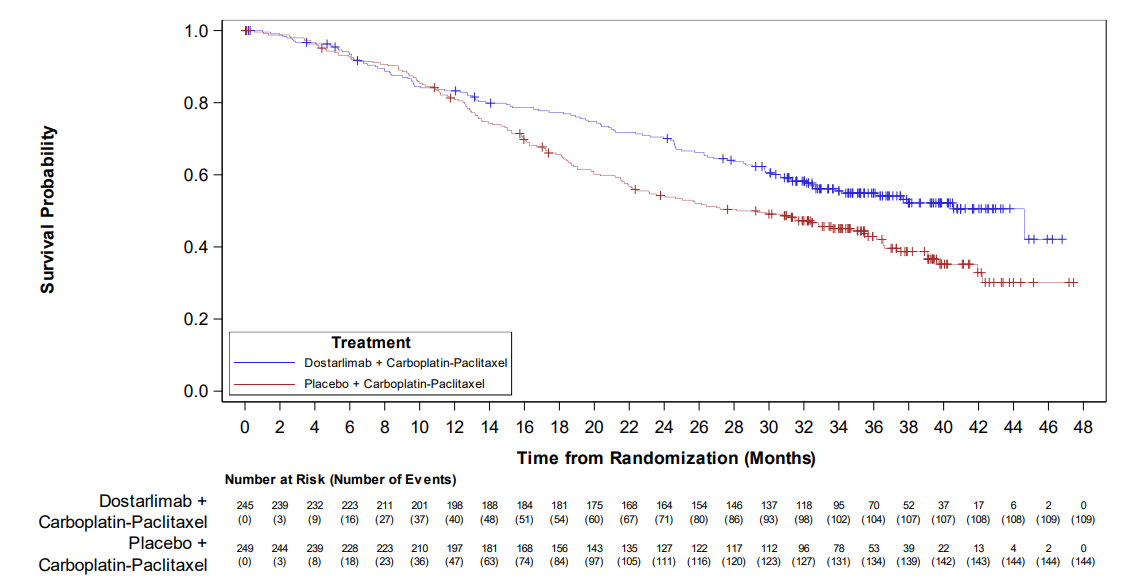 1.0
0.8
0.6
0.4
0.2
0.0
Survival Probability
Treatment
Dostarlimab + Carboplatin-Paclitaxel
Placebo + Carboplatin-Paclitaxel
0 2 4 6 8 10 12 14 16 18 20 22 24 26 28 30 32 34 36 38 40 42 44 46 48
Time from Randomization (Months)
Number at Risk (Number of Events)
Dostarlimab + 245 239 232 223 211 201 198 188 184 181 175 168 164 154 146 137 118 95 70 52 37 17 6 2 0
Carboplatin-Paclitaxel (0) (3) (9) (16) (27) (37) (40) (48) (51) (54) (60) (67) (71) (80) (86) (93) (98) (102) (104) (107) (107) (108) (108) (109) (109)
Placebo + 249 244 239 228 223 210 197 181 168 156 143 135 127 122 117 112 96 78 53 39 22 13 4 2 0
Carboplatin-Paclitaxel (0) (3) (8) (18) (23) (36) (47) (63) (74) (84) (97) (105) (111) (116) (120) (123) (127) (131) (134) (139) (142) (143) (144) (144) (144)